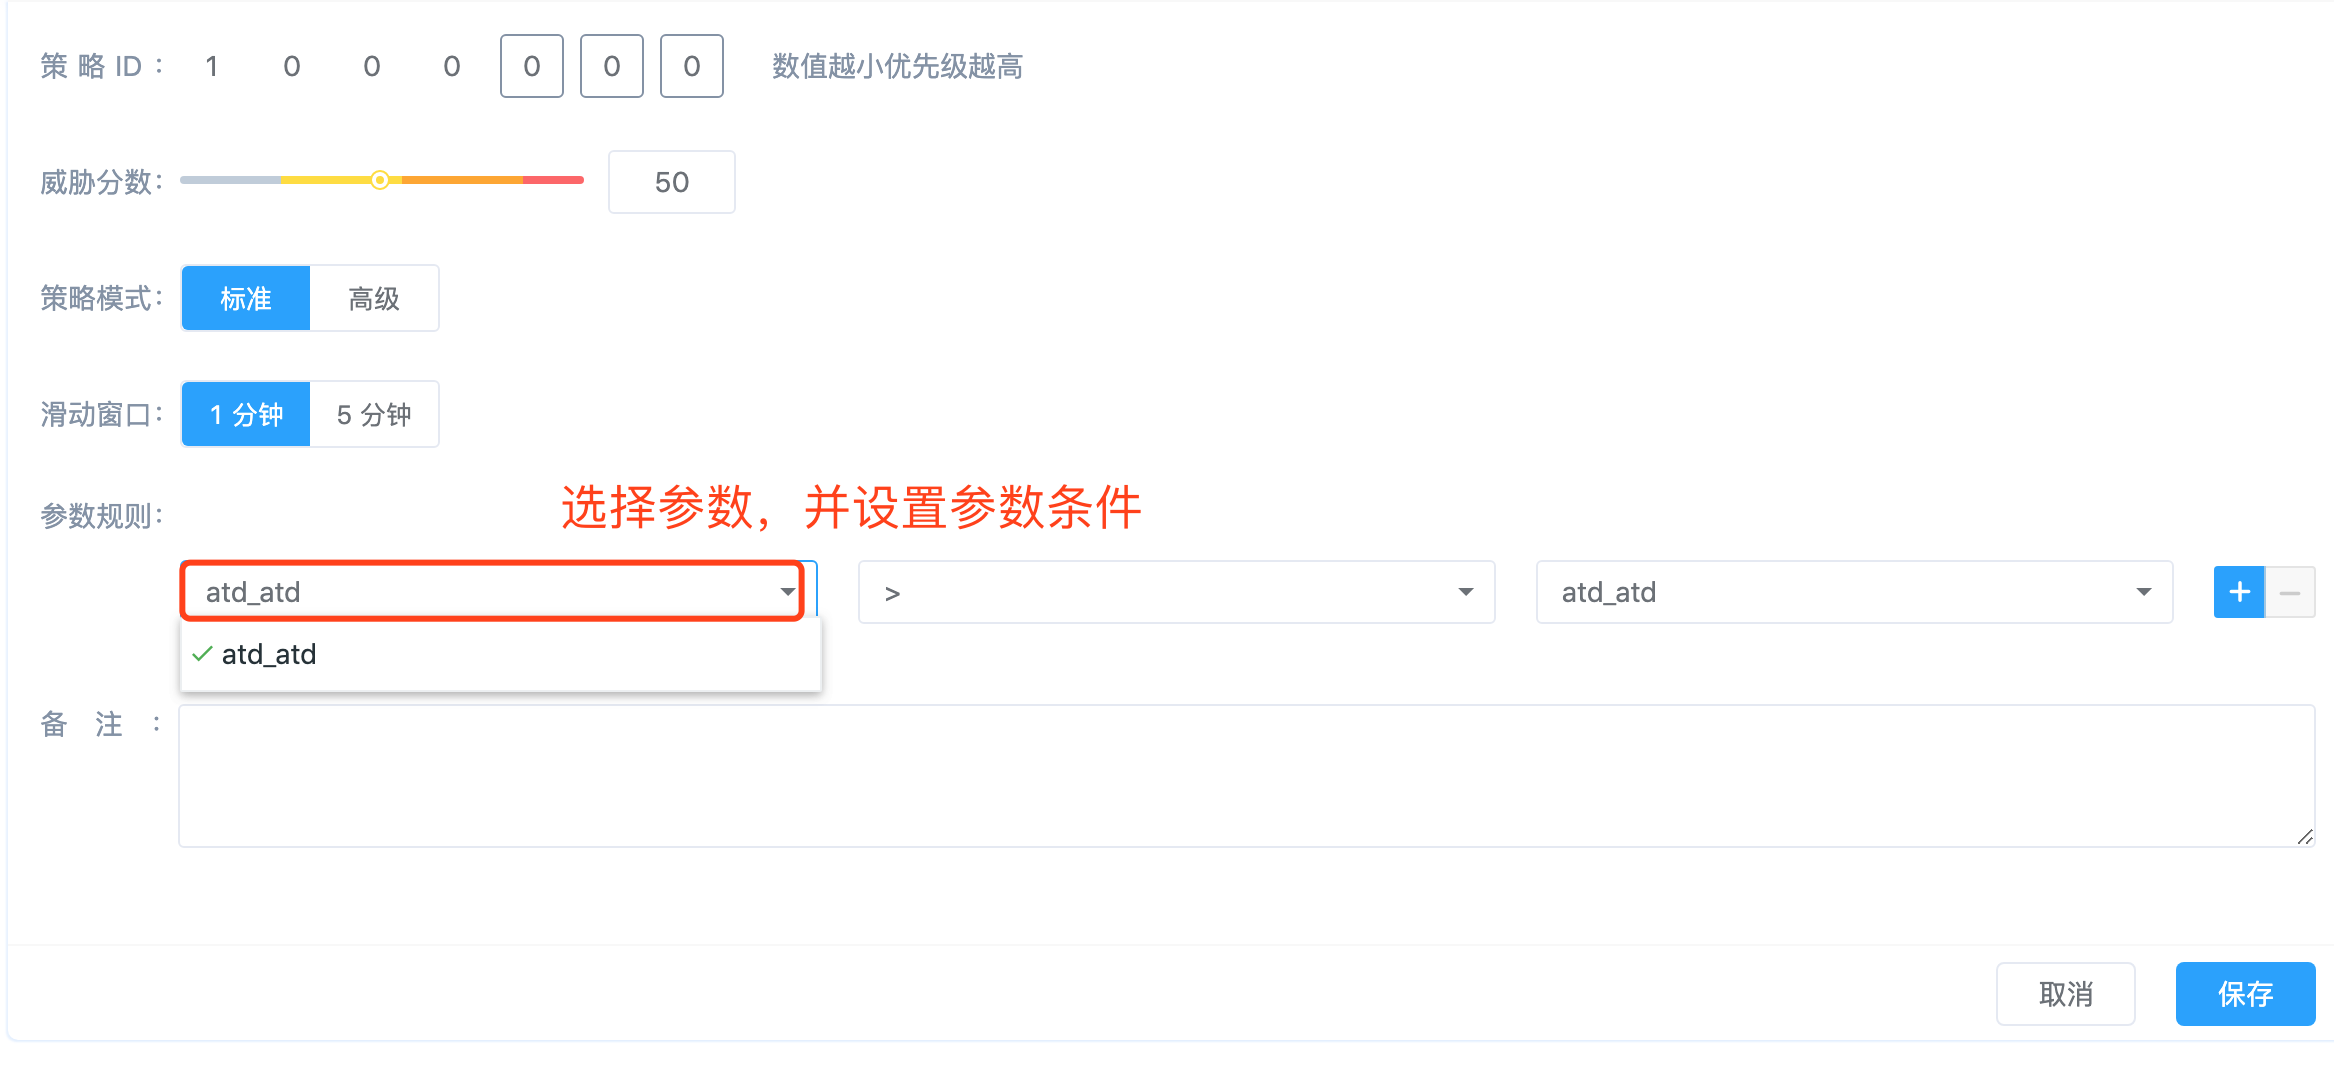 策 略 ID ： 1 0 0 0 0 0 0 数值越小优先级越高
威胁分数： 50
策略模式： 标准 高级
滑动窗口： 1 分钟 5 分钟
参数规则： 选择参数，并设置参数条件
atd_atd > atd_atd + −
atd_atd
备 注 ：
取消 保存